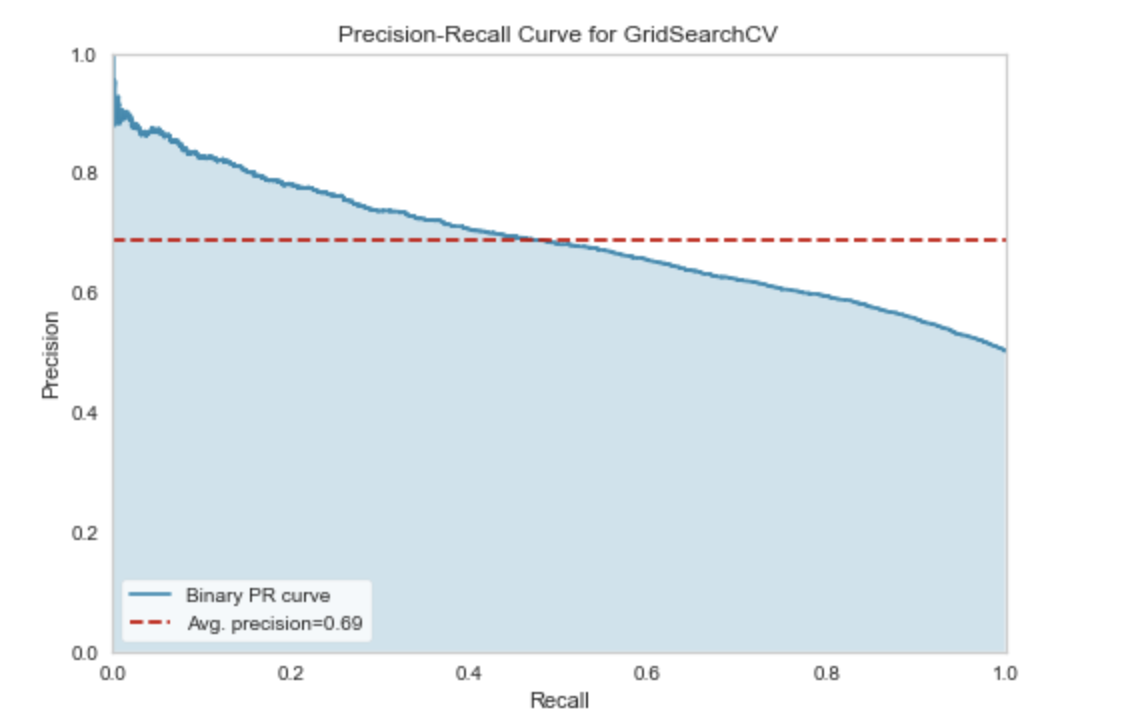 Precision-Recall Curve for GridSearchCV
1.0
0.8
0.6
0.4
0.2
0.0
Precision
Binary PR curve
Avg. precision=0.69
0.0 0.2 0.4 0.6 0.8 1.0
Recall